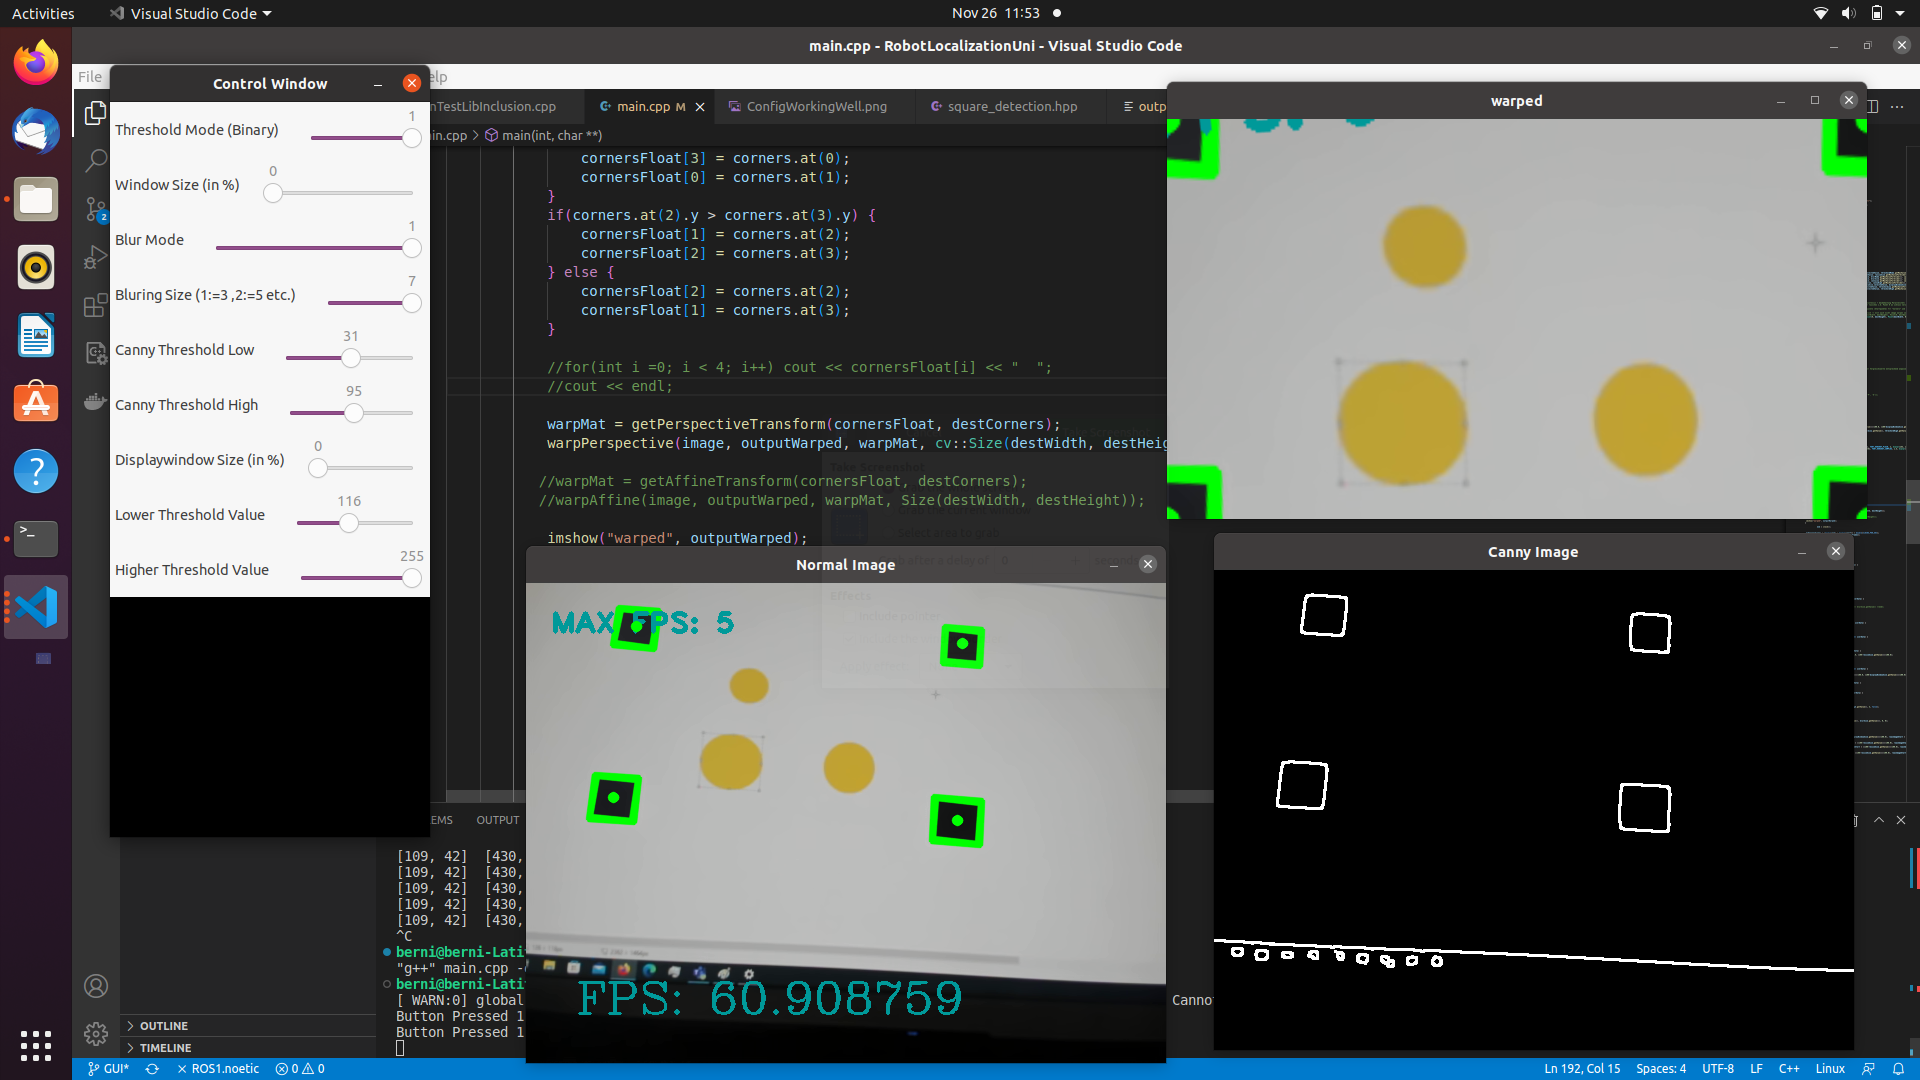 Activities
Visual Studio Code
Nov 26 11:53
main.cpp - RobotLocalizationUni - Visual Studio Code
File
elp
Control Window
Threshold Mode (Binary)
1
Window Size (in %)
0
Blur Mode
1
Bluring Size (1:=3 ,2:=5 etc.)
7
Canny Threshold Low
31
Canny Threshold High
95
Displaywindow Size (in %)
0
Lower Threshold Value
116
Higher Threshold Value
255
nTestLibInclusion.cpp
main.cpp M
ConfigWorkingWell.png
square_detection.hpp
outp
in.cpp > main(int, char **)
cornersFloat[3] = corners.at(0);
cornersFloat[0] = corners.at(1);
}
if(corners.at(2).y > corners.at(3).y) {
cornersFloat[1] = corners.at(2);
cornersFloat[2] = corners.at(3);
} else {
cornersFloat[2] = corners.at(2);
cornersFloat[1] = corners.at(3);
}
//for(int i =0; i < 4; i++) cout << cornersFloat[i] << "  ";
//cout << endl;
warpMat = getPerspectiveTransform(cornersFloat, destCorners);
warpPerspective(image, outputWarped, warpMat, cv::Size(destWidth, destHeig
//warpMat = getAffineTransform(cornersFloat, destCorners);
//warpAffine(image, outputWarped, warpMat, Size(destWidth, destHeight));
imshow("warped", outputWarped);
Take Screenshot
Select area to grab
Effects
warped
Normal Image
MAX FPS: 5
FPS: 60.908759
Canny Image
EMS
OUTPUT
[109, 42]  [430,
[109, 42]  [430,
[109, 42]  [430,
[109, 42]  [430,
[109, 42]  [430,
^C
berni@berni-Lati
"g++" main.cpp -
berni@berni-Lati
[ WARN:0] global
Canno
Button Pressed 1
Button Pressed 1
OUTLINE
TIMELINE
2
GUI*
ROS1.noetic
0
0
Ln 192, Col 15
Spaces: 4
UTF-8
LF
C++
Linux